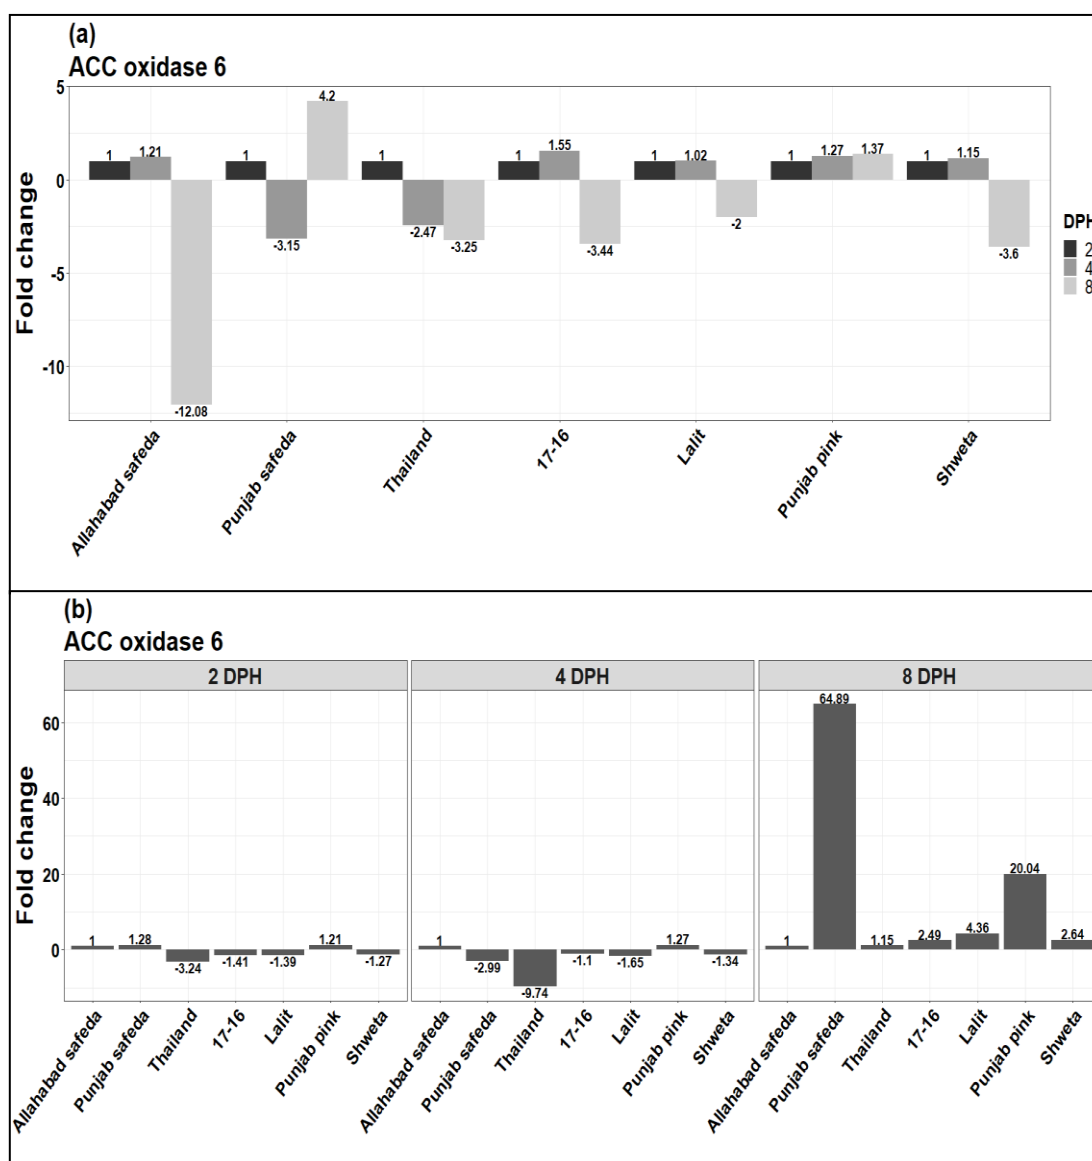 (a)
ACC oxidase 6
Fold change
5
0
-5
-10
1 1.21 -12.08
1 -3.15 4.2
1 -2.47 -3.25
1 1.55 -3.44
1 1.02 -2
1 1.27 1.37
1 1.15 -3.6
Allahabad safeda
Punjab safeda
Thailand
17-16
Lalit
Punjab pink
Shweta
DPH
2
4
8
(b)
ACC oxidase 6
Fold change
60
40
20
0
2 DPH
1 1.28 -3.24 -1.41 -1.39 1.21 -1.27
Allahabad safeda
Punjab safeda
Thailand
17-16
Lalit
Punjab pink
Shweta
4 DPH
1 -2.99 -9.74 -1.1 -1.65 1.27 -1.34
Allahabad safeda
Punjab safeda
Thailand
17-16
Lalit
Punjab pink
Shweta
8 DPH
1 64.89 1.15 2.49 4.36 20.04 2.64
Allahabad safeda
Punjab safeda
Thailand
17-16
Lalit
Punjab pink
Shweta